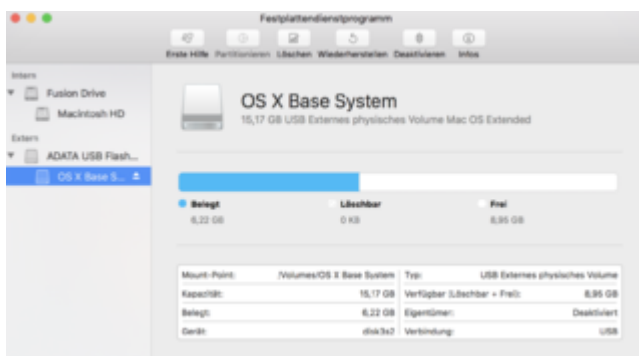 Festplattendienstprogramm
Erste Hilfe Partitionieren Löschen Wiederherstellen Deaktivieren Infos
Intern
Fusion Drive
Macintosh HD
Extern
ADATA USB Flash...
OS X Base S...
OS X Base System
15,17 GB USB Externes physisches Volume Mac OS Extended
Belegt Löschbar Frei
6,22 GB 0 KB 8,95 GB
Mount-Point: /Volumes/OS X Base System Typ: USB Externes physisches Volume
Kapazität: 15,17 GB Verfügbar (Löschbar + Frei): 8,95 GB
Belegt: 6,22 GB Eigentümer: Deaktiviert
Gerät: disk3s2 Verbindung: USB